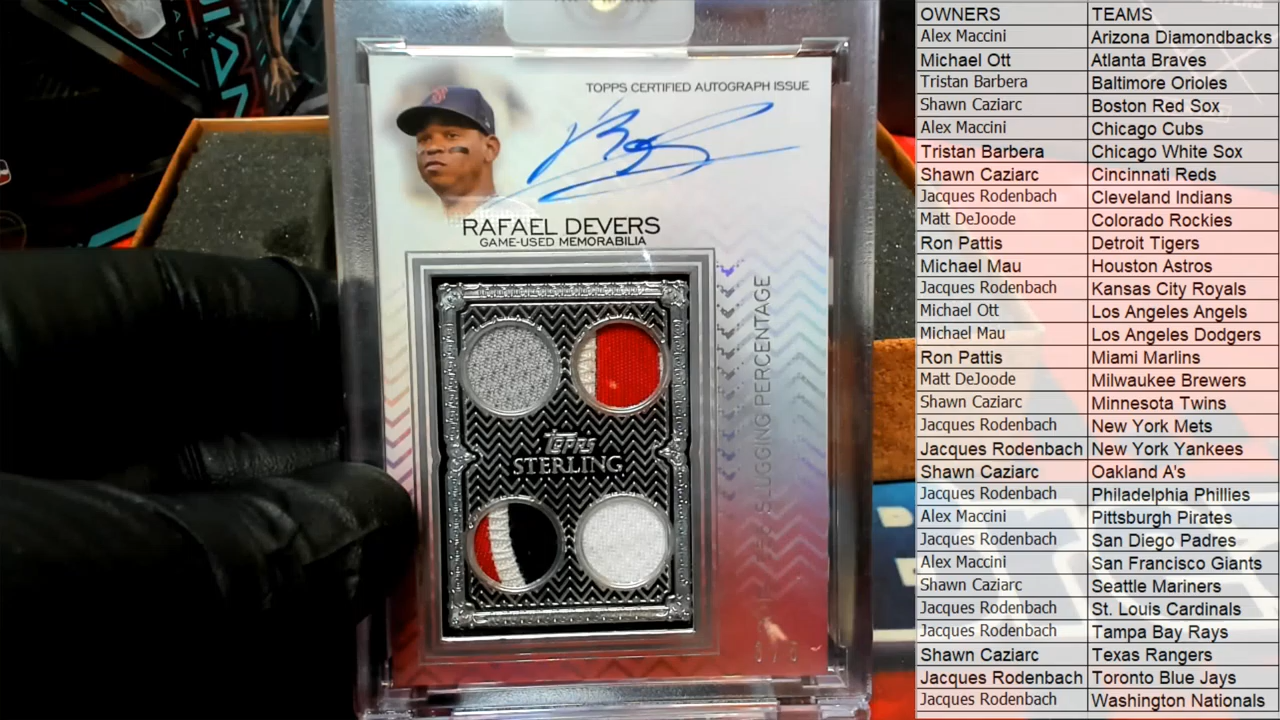 TOPPS CERTIFIED AUTOGRAPH ISSUE
RAFAEL DEVERS
GAME-USED MEMORABILIA
SLUGGING PERCENTAGE
TOPPS
STERLING
OWNERS TEAMS
Alex Maccini Arizona Diamondbacks
Michael Ott Atlanta Braves
Tristan Barbera Baltimore Orioles
Shawn Caziarc Boston Red Sox
Alex Maccini Chicago Cubs
Tristan Barbera Chicago White Sox
Shawn Caziarc Cincinnati Reds
Jacques Rodenbach Cleveland Indians
Matt DeJoode Colorado Rockies
Ron Pattis Detroit Tigers
Michael Mau Houston Astros
Jacques Rodenbach Kansas City Royals
Michael Ott Los Angeles Angels
Michael Mau Los Angeles Dodgers
Ron Pattis Miami Marlins
Matt DeJoode Milwaukee Brewers
Shawn Caziarc Minnesota Twins
Jacques Rodenbach New York Mets
Jacques Rodenbach New York Yankees
Shawn Caziarc Oakland A's
Jacques Rodenbach Philadelphia Phillies
Alex Maccini Pittsburgh Pirates
Jacques Rodenbach San Diego Padres
Alex Maccini San Francisco Giants
Shawn Caziarc Seattle Mariners
Jacques Rodenbach St. Louis Cardinals
Jacques Rodenbach Tampa Bay Rays
Shawn Caziarc Texas Rangers
Jacques Rodenbach Toronto Blue Jays
Jacques Rodenbach Washington Nationals